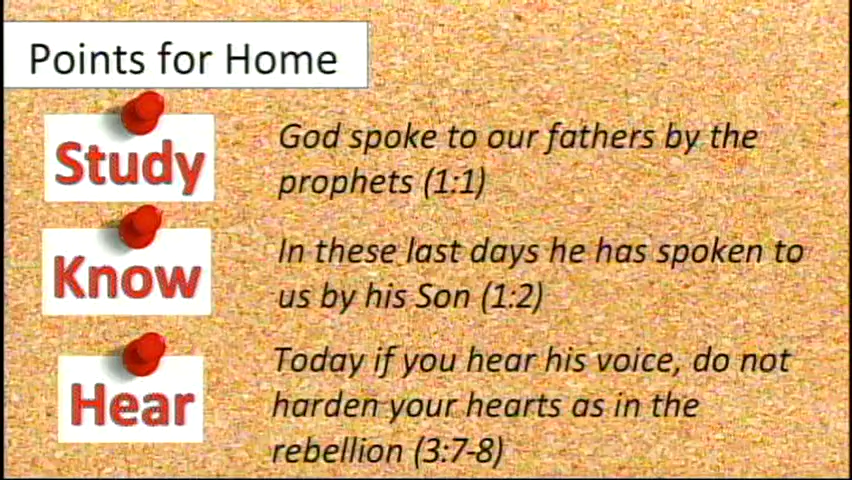 Points for Home
Study
God spoke to our fathers by the
prophets (1:1)
Know
In these last days he has spoken to
us by his Son (1:2)
Hear
Today if you hear his voice, do not
harden your hearts as in the
rebellion (3:7-8)